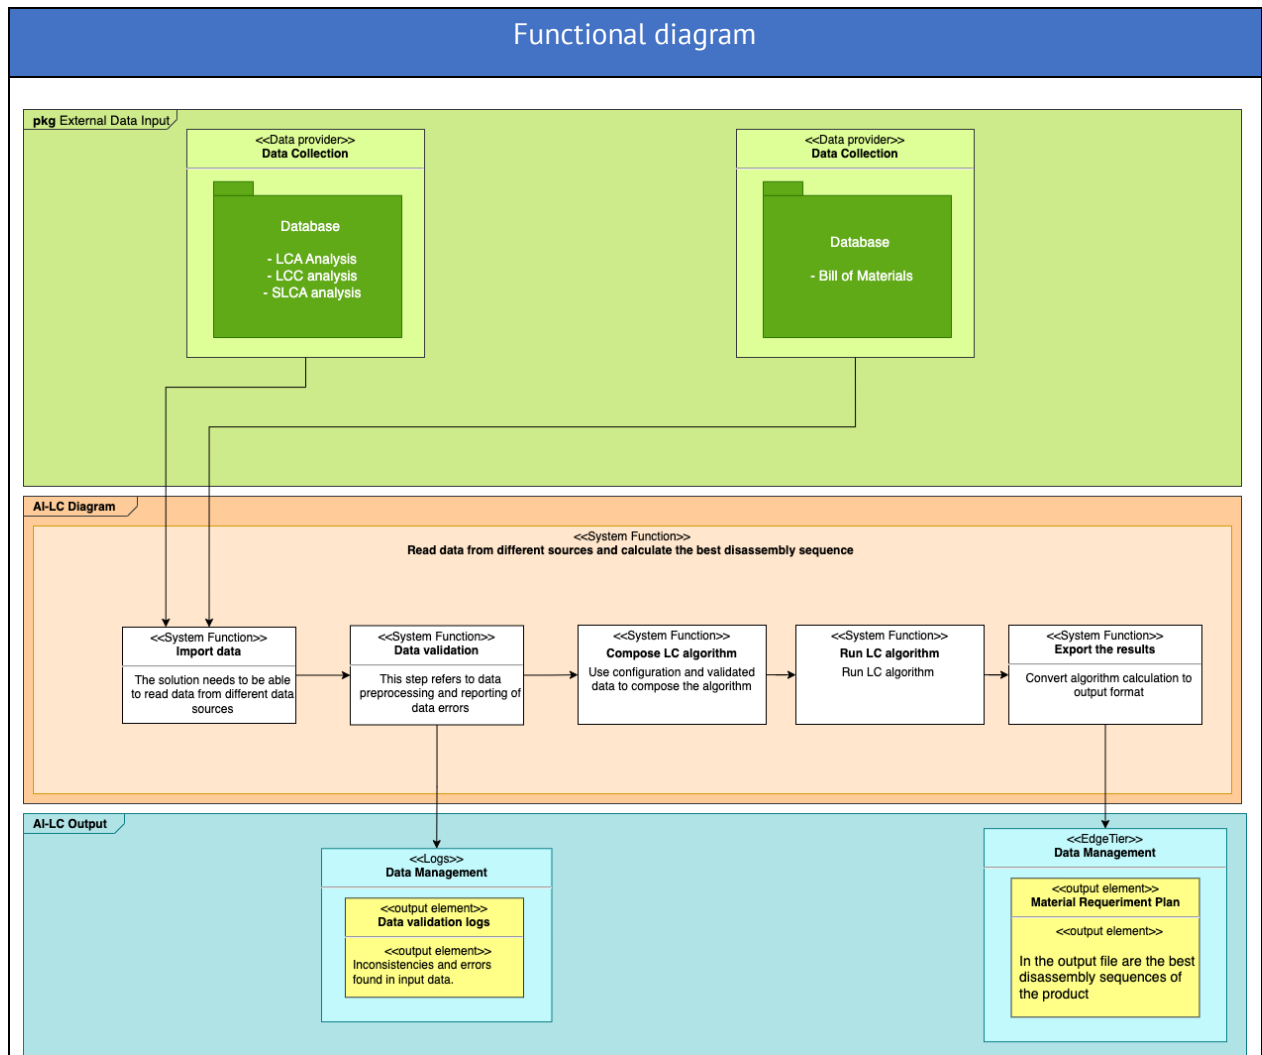 Functional diagram
pkg External Data Input
<<Data provider>>
Data Collection
Database
- LCA Analysis
- LCC analysis
- SLCA analysis
<<Data provider>>
Data Collection
Database
- Bill of Materials
AI-LC Diagram
<<System Function>>
Read data from different sources and calculate the best disassembly sequence
<<System Function>>
Import data
The solution needs to be able
to read data from different data
sources
<<System Function>>
Data validation
This step refers to data
preprocessing and reporting of
data errors
<<System Function>>
Compose LC algorithm
Use configuration and validated
data to compose the algorithm
<<System Function>>
Run LC algorithm
Run LC algorithm
<<System Function>>
Export the results
Convert algorithm calculation to
output format
AI-LC Output
<<Logs>>
Data Management
<<output element>>
Data validation logs
<<output element>>
Inconsistencies and errors
found in input data.
<<EdgeTier>>
Data Management
<<output element>>
Material Requeriment Plan
<<output element>>
In the output file are the best
disassembly sequences of
the product